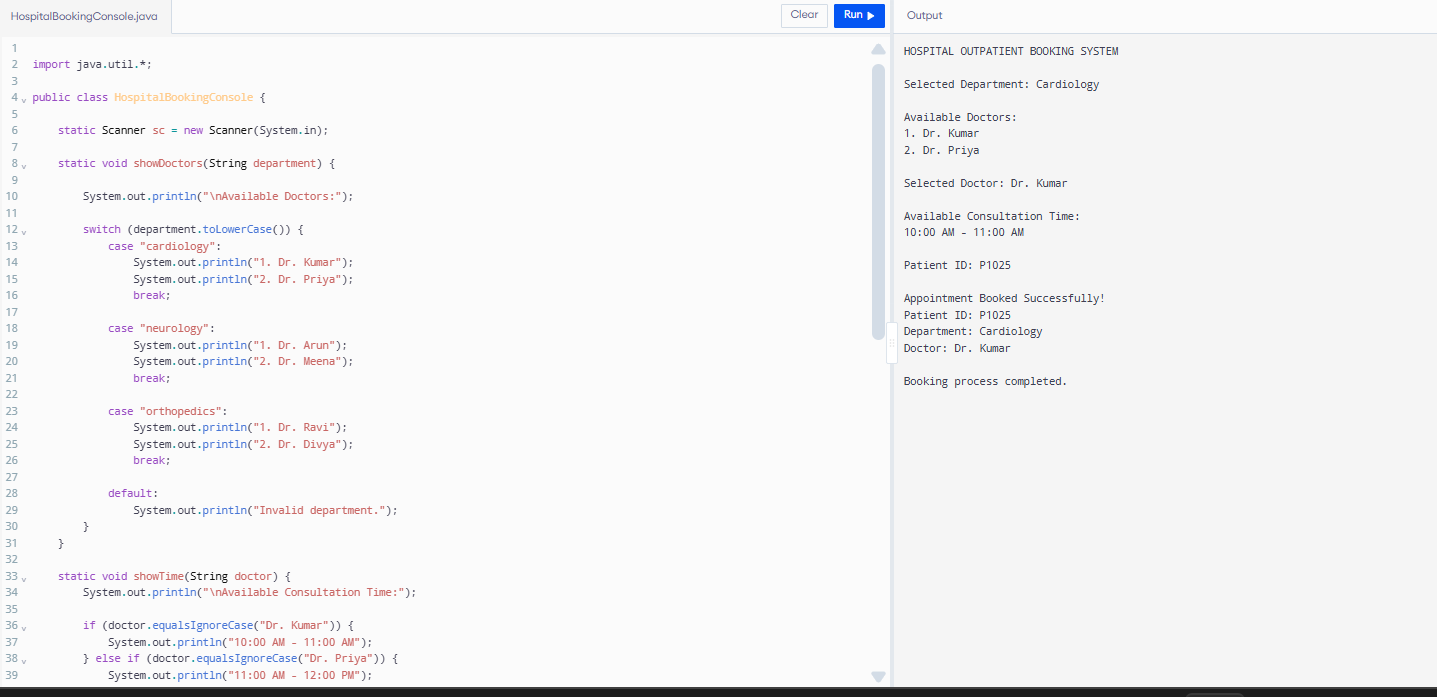 HospitalBookingConsole.java
Clear
Run
Output
1
2 import java.util.*;
3
4 public class HospitalBookingConsole {
5
6     static Scanner sc = new Scanner(System.in);
7
8     static void showDoctors(String department) {
9
10         System.out.println("\nAvailable Doctors:");
11
12         switch (department.toLowerCase()) {
13             case "cardiology":
14                 System.out.println("1. Dr. Kumar");
15                 System.out.println("2. Dr. Priya");
16                 break;
17
18             case "neurology":
19                 System.out.println("1. Dr. Arun");
20                 System.out.println("2. Dr. Meena");
21                 break;
22
23             case "orthopedics":
24                 System.out.println("1. Dr. Ravi");
25                 System.out.println("2. Dr. Divya");
26                 break;
27
28             default:
29                 System.out.println("Invalid department.");
30         }
31     }
32
33     static void showTime(String doctor) {
34         System.out.println("\nAvailable Consultation Time:");
35
36         if (doctor.equalsIgnoreCase("Dr. Kumar")) {
37             System.out.println("10:00 AM - 11:00 AM");
38         } else if (doctor.equalsIgnoreCase("Dr. Priya")) {
39             System.out.println("11:00 AM - 12:00 PM");
HOSPITAL OUTPATIENT BOOKING SYSTEM
Selected Department: Cardiology
Available Doctors:
1. Dr. Kumar
2. Dr. Priya
Selected Doctor: Dr. Kumar
Available Consultation Time:
10:00 AM - 11:00 AM
Patient ID: P1025
Appointment Booked Successfully!
Patient ID: P1025
Department: Cardiology
Doctor: Dr. Kumar
Booking process completed.